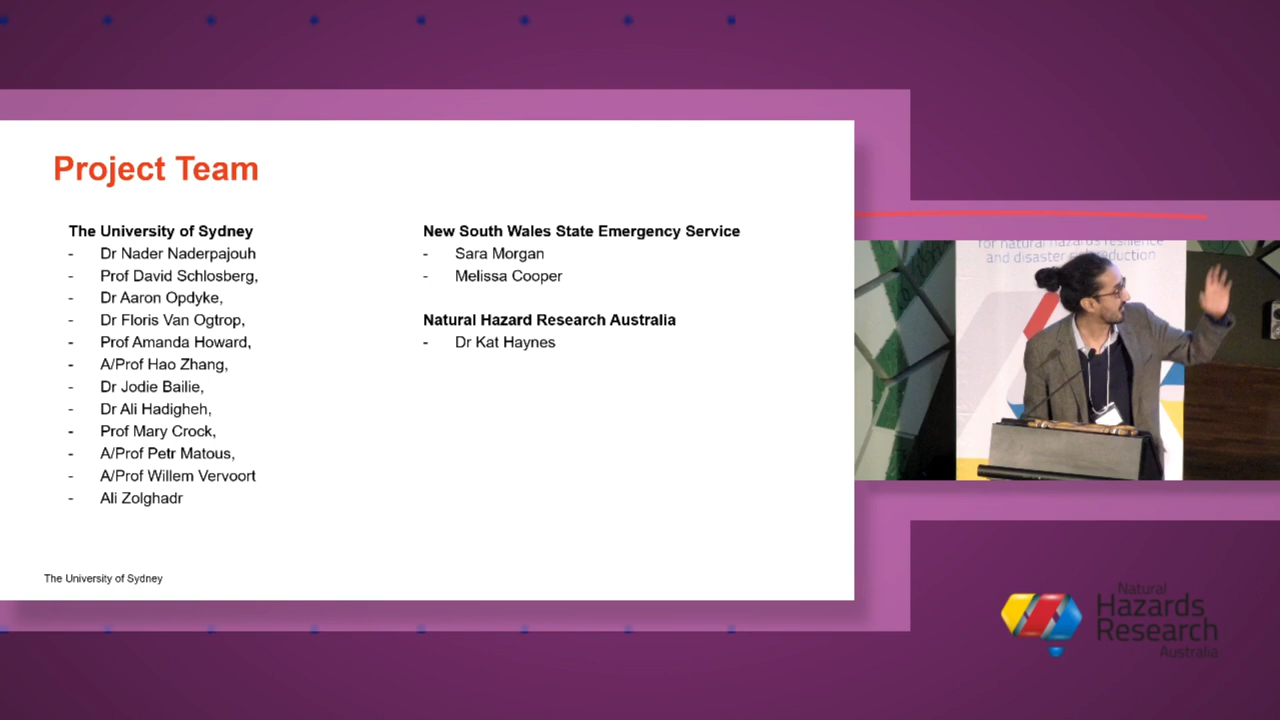 Project Team
The University of Sydney
- Dr Nader Naderpajouh
- Prof David Schlosberg,
- Dr Aaron Opdyke,
- Dr Floris Van Ogtrop,
- Prof Amanda Howard,
- A/Prof Hao Zhang,
- Dr Jodie Bailie,
- Dr Ali Hadigheh,
- Prof Mary Crock,
- A/Prof Petr Matous,
- A/Prof Willem Vervoort
- Ali Zolghadr
New South Wales State Emergency Service
- Sara Morgan
- Melissa Cooper
Natural Hazard Research Australia
- Dr Kat Haynes
The University of Sydney
for natural hazards resilience
and disaster risk reduction
Natural
Hazards
Research
Australia